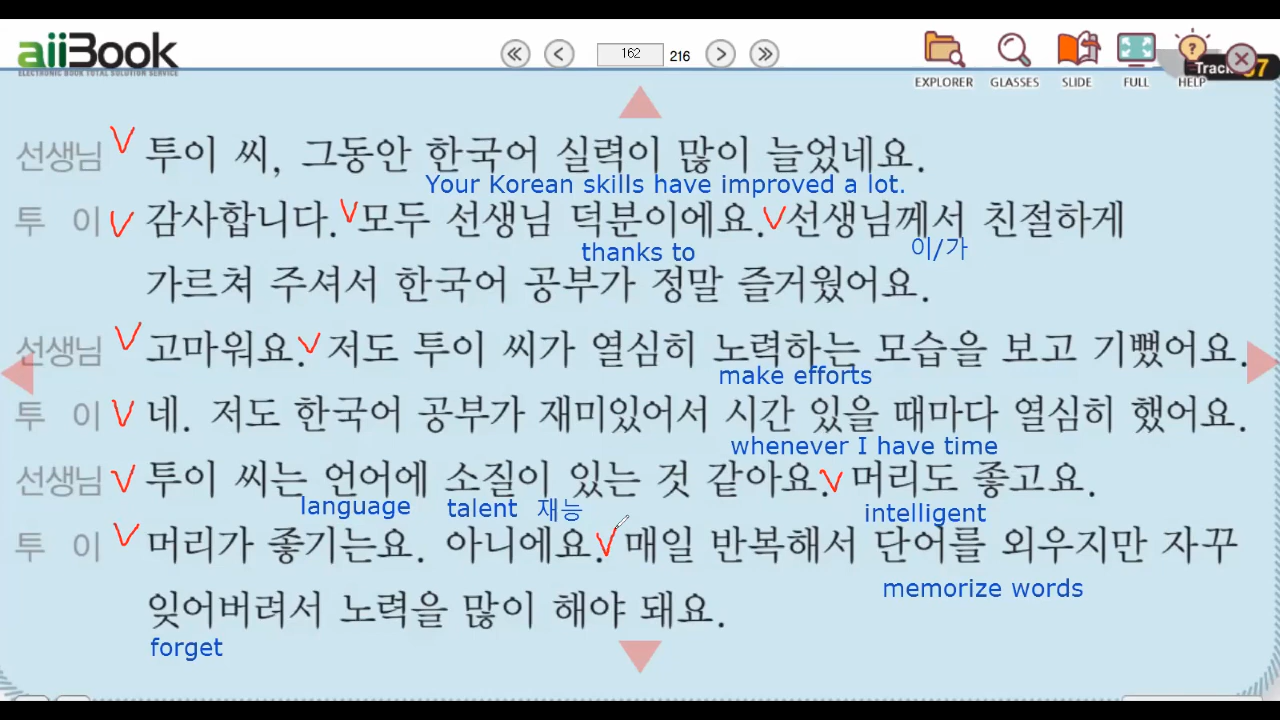 aiiBook
ELECTRONIC BOOK TOTAL SOLUTION SERVICE
162 216
EXPLORER GLASSES SLIDE FULL HELP
Track 7
선생님 투이 씨, 그동안 한국어 실력이 많이 늘었네요.
Your Korean skills have improved a lot.
투 이 감사합니다. 모두 선생님 덕분이에요. 선생님께서 친절하게
thanks to 이/가
가르쳐 주셔서 한국어 공부가 정말 즐거웠어요.
선생님 고마워요. 저도 투이 씨가 열심히 노력하는 모습을 보고 기뻤어요.
make efforts
투 이 네. 저도 한국어 공부가 재미있어서 시간 있을 때마다 열심히 했어요.
whenever I have time
선생님 투이 씨는 언어에 소질이 있는 것 같아요. 머리도 좋고요.
language talent 재능 intelligent
투 이 머리가 좋기는요. 아니에요. 매일 반복해서 단어를 외우지만 자꾸
memorize words
잊어버려서 노력을 많이 해야 돼요.
forget